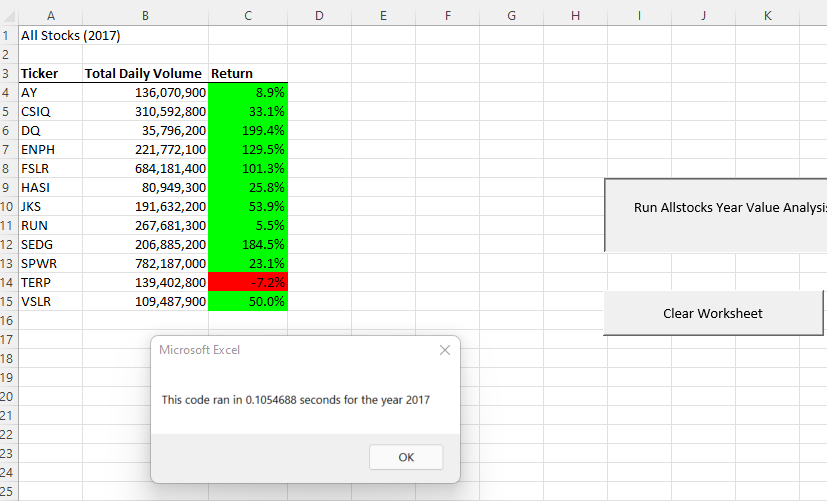 A B C D E F G H I J K
1 All Stocks (2017)
2
3 Ticker Total Daily Volume Return
4 AY 136,070,900 8.9%
5 CSIQ 310,592,800 33.1%
6 DQ 35,796,200 199.4%
7 ENPH 221,772,100 129.5%
8 FSLR 684,181,400 101.3%
9 HASI 80,949,300 25.8%
10 JKS 191,632,200 53.9%
11 RUN 267,681,300 5.5%
12 SEDG 206,885,200 184.5%
13 SPWR 782,187,000 23.1%
14 TERP 139,402,800 -7.2%
15 VSLR 109,487,900 50.0%
16
17
18
19
20
21
22
23
24
25
Run Allstocks Year Value Analysis
Clear Worksheet
Microsoft Excel
This code ran in 0.1054688 seconds for the year 2017
OK